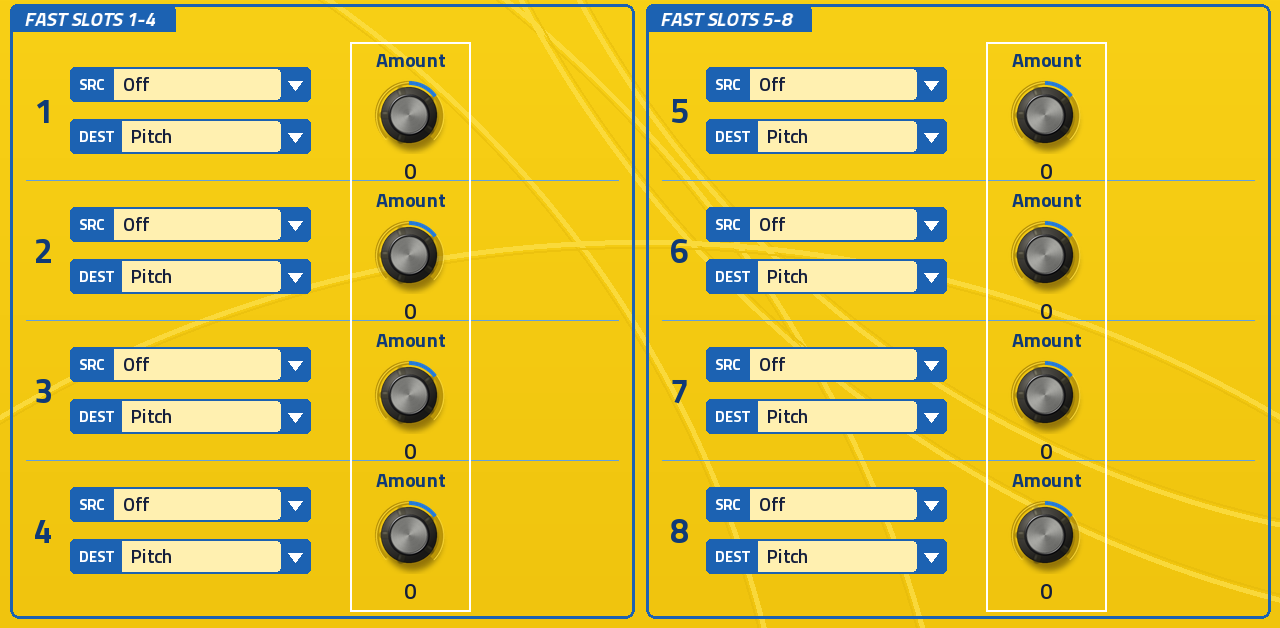 FAST SLOTS 1-4
1
SRC Off
DEST Pitch
Amount
0
2
SRC Off
DEST Pitch
Amount
0
3
SRC Off
DEST Pitch
Amount
0
4
SRC Off
DEST Pitch
Amount
0
FAST SLOTS 5-8
5
SRC Off
DEST Pitch
Amount
0
6
SRC Off
DEST Pitch
Amount
0
7
SRC Off
DEST Pitch
Amount
0
8
SRC Off
DEST Pitch
Amount
0